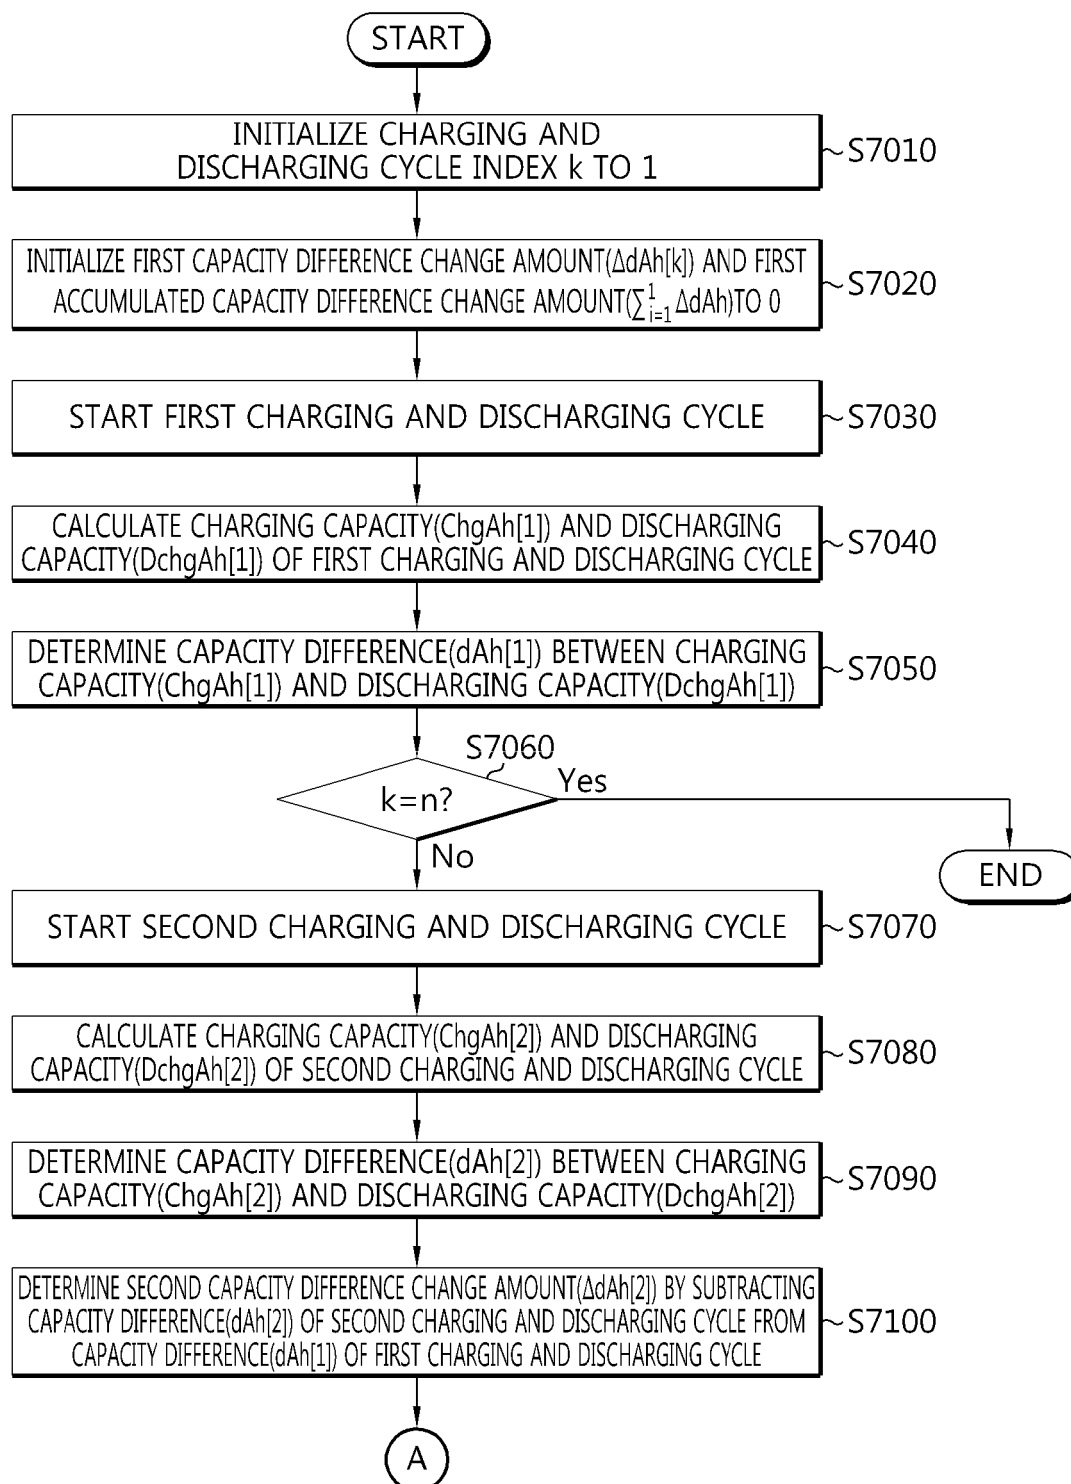 START
INITIALIZE CHARGING AND
DISCHARGING CYCLE INDEX k TO 1
S7010
INITIALIZE FIRST CAPACITY DIFFERENCE CHANGE AMOUNT(ΔdAh[k]) AND FIRST
ACCUMULATED CAPACITY DIFFERENCE CHANGE AMOUNT(∑¹ᵢ₌₁ ΔdAh)TO 0
S7020
START FIRST CHARGING AND DISCHARGING CYCLE
S7030
CALCULATE CHARGING CAPACITY(ChgAh[1]) AND DISCHARGING
CAPACITY(DchgAh[1]) OF FIRST CHARGING AND DISCHARGING CYCLE
S7040
DETERMINE CAPACITY DIFFERENCE(dAh[1]) BETWEEN CHARGING
CAPACITY(ChgAh[1]) AND DISCHARGING CAPACITY(DchgAh[1])
S7050
S7060
k=n?
Yes
No
END
START SECOND CHARGING AND DISCHARGING CYCLE
S7070
CALCULATE CHARGING CAPACITY(ChgAh[2]) AND DISCHARGING
CAPACITY(DchgAh[2]) OF SECOND CHARGING AND DISCHARGING CYCLE
S7080
DETERMINE CAPACITY DIFFERENCE(dAh[2]) BETWEEN CHARGING
CAPACITY(ChgAh[2]) AND DISCHARGING CAPACITY(DchgAh[2])
S7090
DETERMINE SECOND CAPACITY DIFFERENCE CHANGE AMOUNT(ΔdAh[2]) BY SUBTRACTING
CAPACITY DIFFERENCE(dAh[2]) OF SECOND CHARGING AND DISCHARGING CYCLE FROM
CAPACITY DIFFERENCE(dAh[1]) OF FIRST CHARGING AND DISCHARGING CYCLE
S7100
A